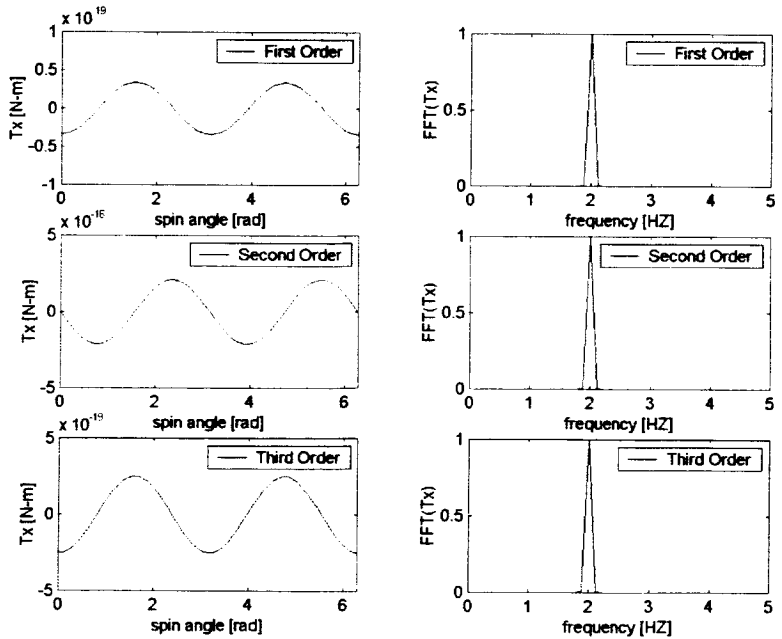 x 10^19
1
0.5
0
-0.5
-1
Tx [N-m]
First Order
0 2 4 6
spin angle [rad]
1
0.5
0
FFT(Tx)
First Order
0 1 2 3 4 5
frequency [HZ]
x 10^-16
5
0
-5
Tx [N-m]
Second Order
0 2 4 6
spin angle [rad]
1
0.5
0
FFT(Tx)
Second Order
0 1 2 3 4 5
frequency [HZ]
x 10^-19
5
0
-5
Tx [N-m]
Third Order
0 2 4 6
spin angle [rad]
1
0.5
0
FFT(Tx)
Third Order
0 1 2 3 4 5
frequency [HZ]